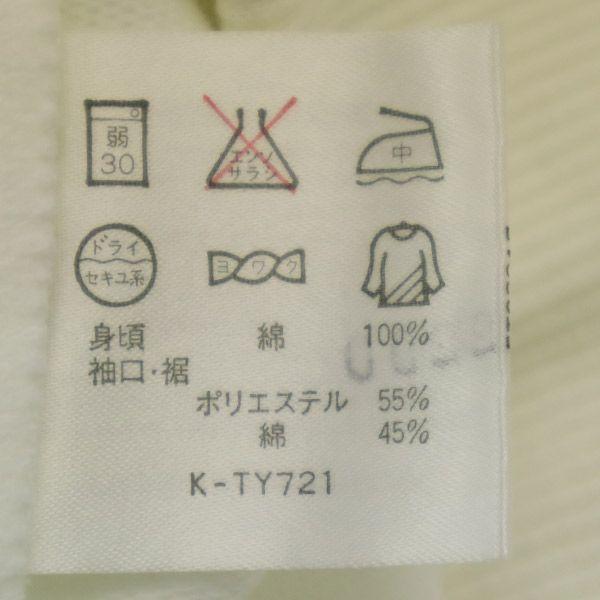 弱
30
エンソ
サラシ
中
ドライ
セキユ系
ヨワク
身頃 綿 100%
袖口・裾
ポリエステル 55%
綿 45%
K-TY721